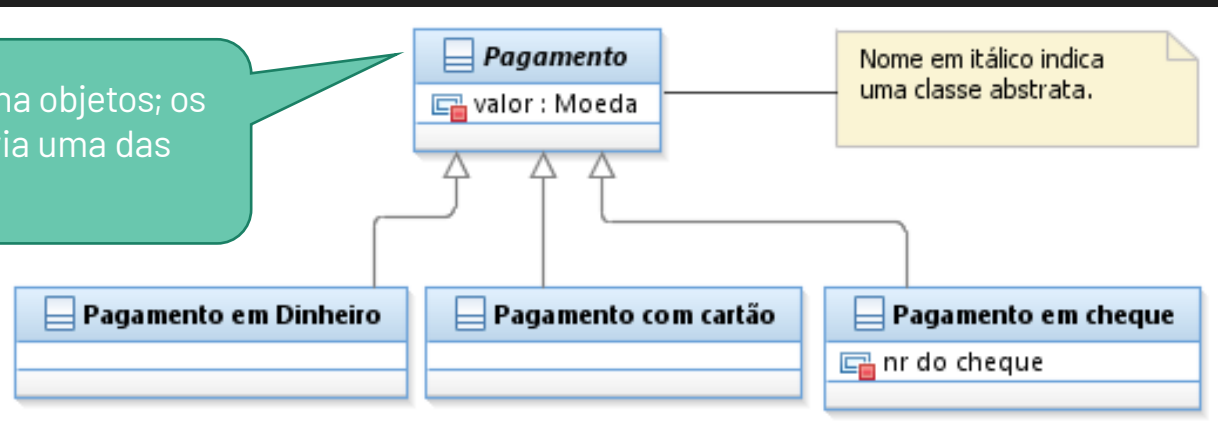 na objetos; os
ria uma das
Pagamento
valor : Moeda
Nome em itálico indica
uma classe abstrata.
Pagamento em Dinheiro
Pagamento com cartão
Pagamento em cheque
nr do cheque